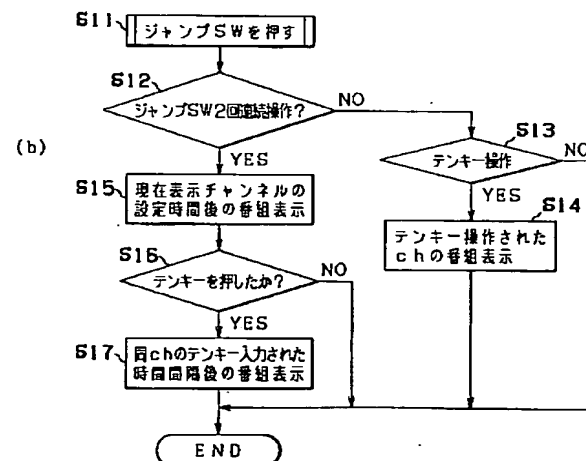 S11
ジャンプSWを押す
S12
ジャンプSW2回連続操作?
NO
S13
(b)
テンキー操作
NO
YES
YES
S14
S15
現在表示チャンネルの
設定時間後の番組表示
テンキー操作された
chの番組表示
S16
テンキーを押したか?
NO
YES
S17
同chのテンキー入力された
時間間隔後の番組表示
END